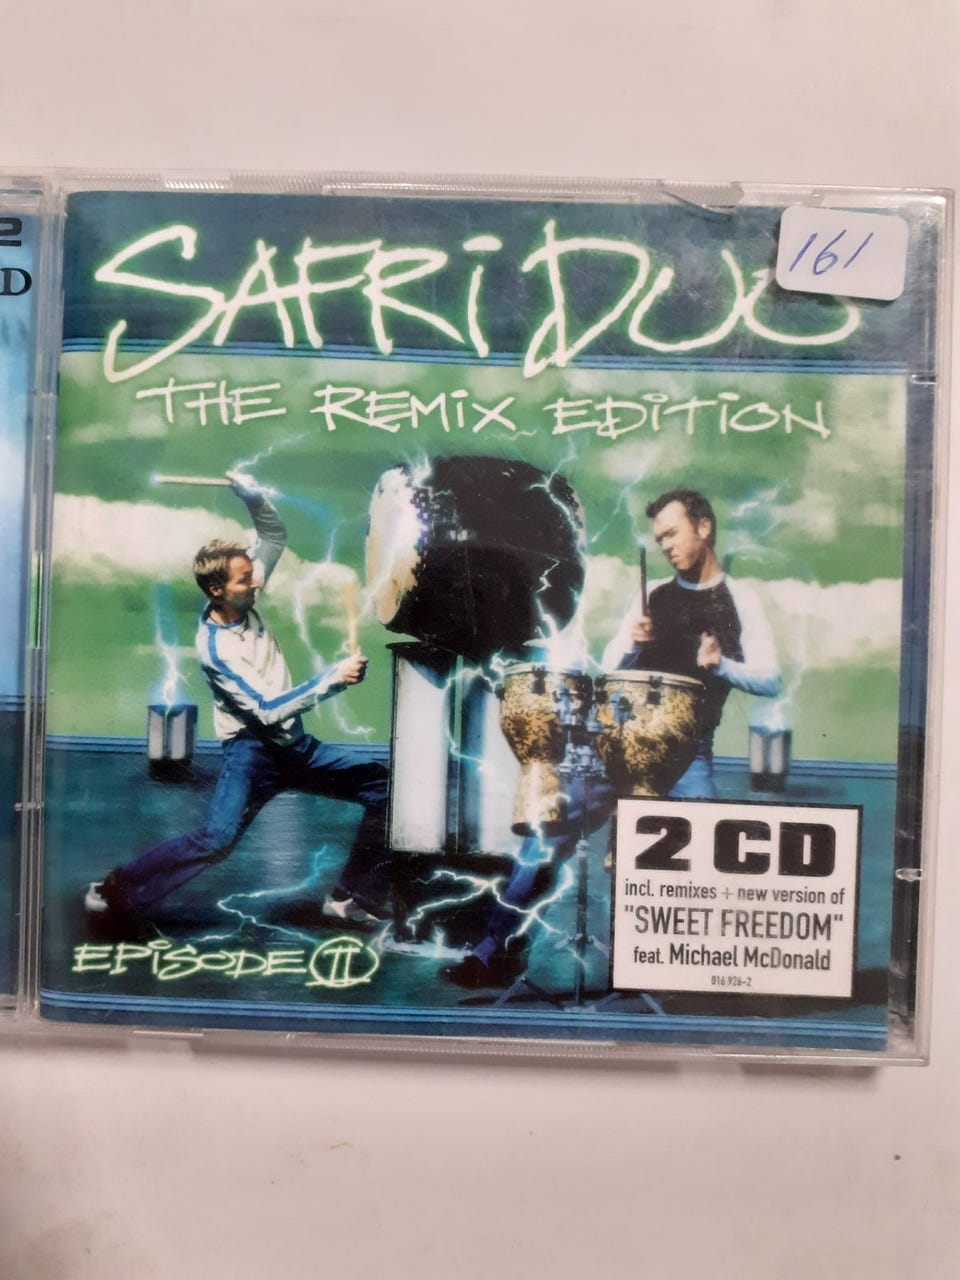 2
D
SAFRi DUO
161
THE REMiX EDiTiON
EPiSODE II
2 CD
incl. remixes + new version of
"SWEET FREEDOM"
feat. Michael McDonald
016 926-2